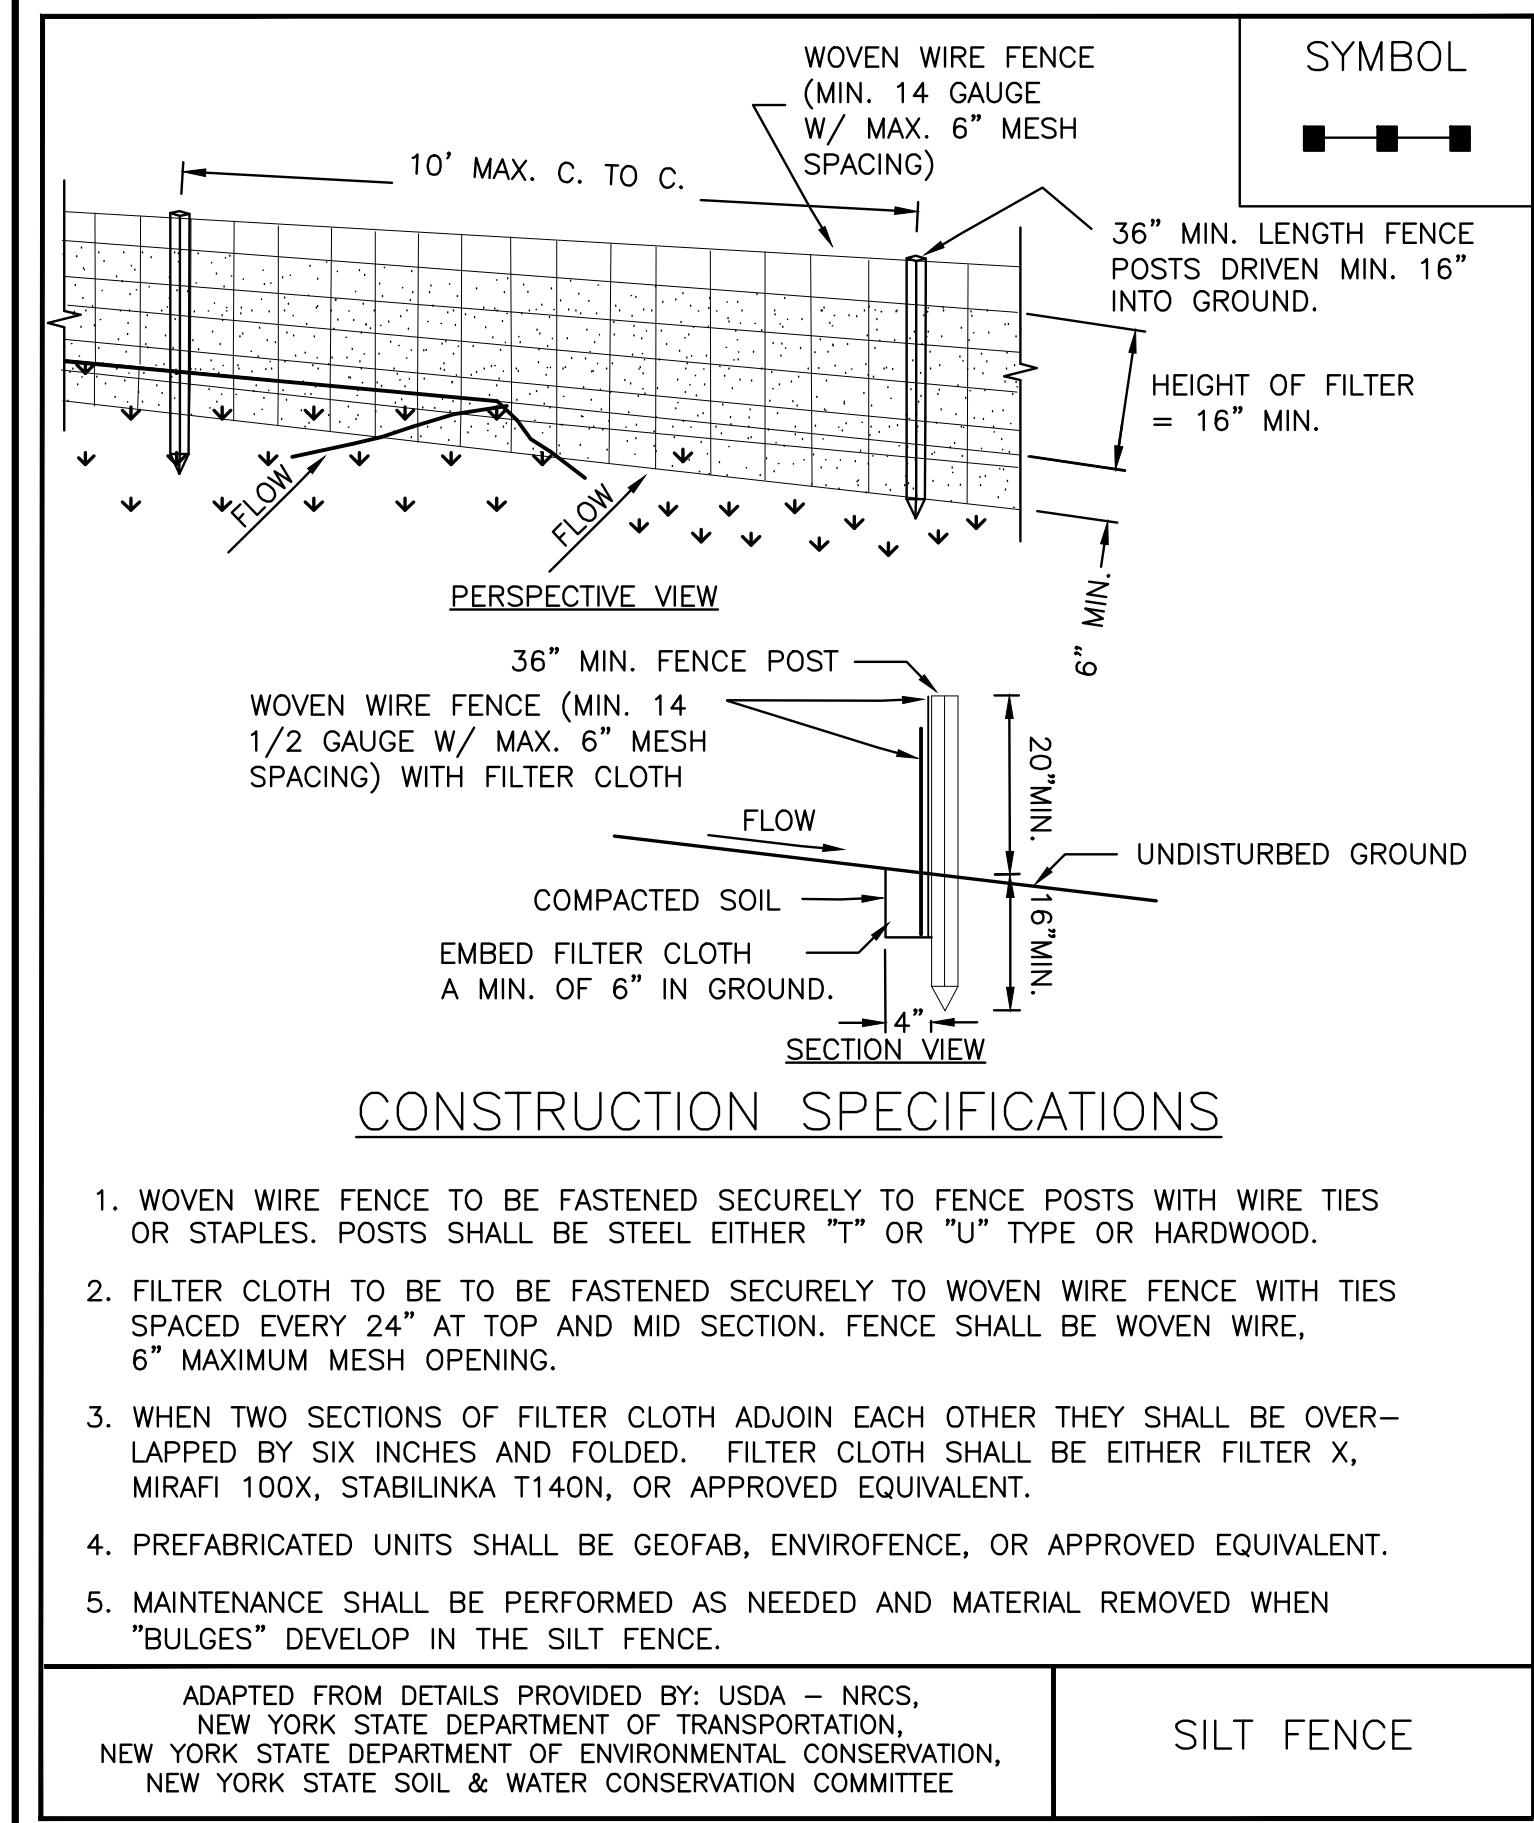 SYMBOL
WOVEN WIRE FENCE
(MIN. 14 GAUGE
W/ MAX. 6" MESH
SPACING)
10' MAX. C. TO C.
36" MIN. LENGTH FENCE
POSTS DRIVEN MIN. 16"
INTO GROUND.
HEIGHT OF FILTER
= 16" MIN.
FLOW
FLOW
6" MIN.
PERSPECTIVE VIEW
36" MIN. FENCE POST
WOVEN WIRE FENCE (MIN. 14
1/2 GAUGE W/ MAX. 6" MESH
SPACING) WITH FILTER CLOTH
20"MIN.
FLOW
UNDISTURBED GROUND
COMPACTED SOIL
16"MIN.
EMBED FILTER CLOTH
A MIN. OF 6" IN GROUND.
4"
SECTION VIEW
CONSTRUCTION SPECIFICATIONS
1. WOVEN WIRE FENCE TO BE FASTENED SECURELY TO FENCE POSTS WITH WIRE TIES
OR STAPLES. POSTS SHALL BE STEEL EITHER "T" OR "U" TYPE OR HARDWOOD.
2. FILTER CLOTH TO BE TO BE FASTENED SECURELY TO WOVEN WIRE FENCE WITH TIES
SPACED EVERY 24" AT TOP AND MID SECTION. FENCE SHALL BE WOVEN WIRE,
6" MAXIMUM MESH OPENING.
3. WHEN TWO SECTIONS OF FILTER CLOTH ADJOIN EACH OTHER THEY SHALL BE OVER–
LAPPED BY SIX INCHES AND FOLDED. FILTER CLOTH SHALL BE EITHER FILTER X,
MIRAFI 100X, STABILINKA T140N, OR APPROVED EQUIVALENT.
4. PREFABRICATED UNITS SHALL BE GEOFAB, ENVIROFENCE, OR APPROVED EQUIVALENT.
5. MAINTENANCE SHALL BE PERFORMED AS NEEDED AND MATERIAL REMOVED WHEN
"BULGES" DEVELOP IN THE SILT FENCE.
ADAPTED FROM DETAILS PROVIDED BY: USDA – NRCS,
NEW YORK STATE DEPARTMENT OF TRANSPORTATION,
NEW YORK STATE DEPARTMENT OF ENVIRONMENTAL CONSERVATION,
NEW YORK STATE SOIL & WATER CONSERVATION COMMITTEE
SILT FENCE